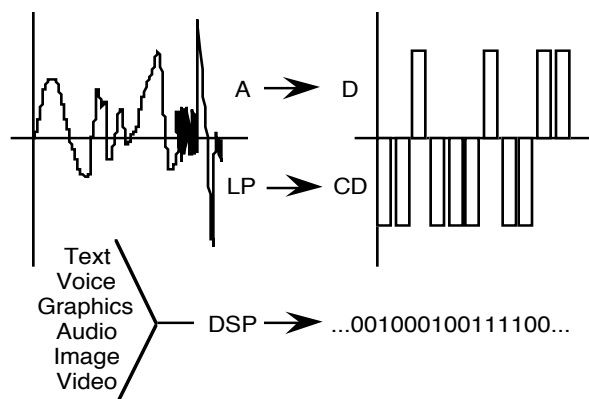 A D
LP CD
Text
Voice
Graphics
Audio
Image
Video
DSP ...001000100111100...